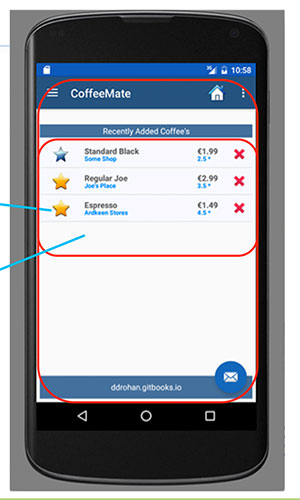 3G 10:58
CoffeeMate
Recently Added Coffee's
Standard Black €1.99
Some Shop 2.5 *
Regular Joe €2.99
Joe's Place 3.5 *
Espresso €1.49
Ardkeen Stores 4.5 *
ddrohan.gitbooks.io